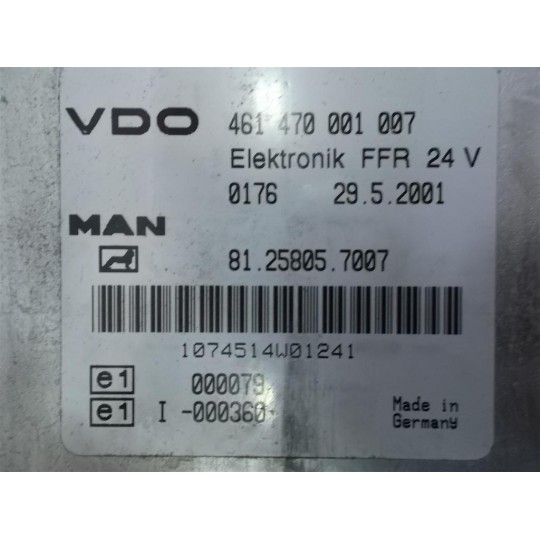 VDO 461 470 001 007
Elektronik FFR 24 V
0176 29.5.2001
MAN
81.25805.7007
1074514W01241
e1 000079
e1 I -000360
Made in
Germany